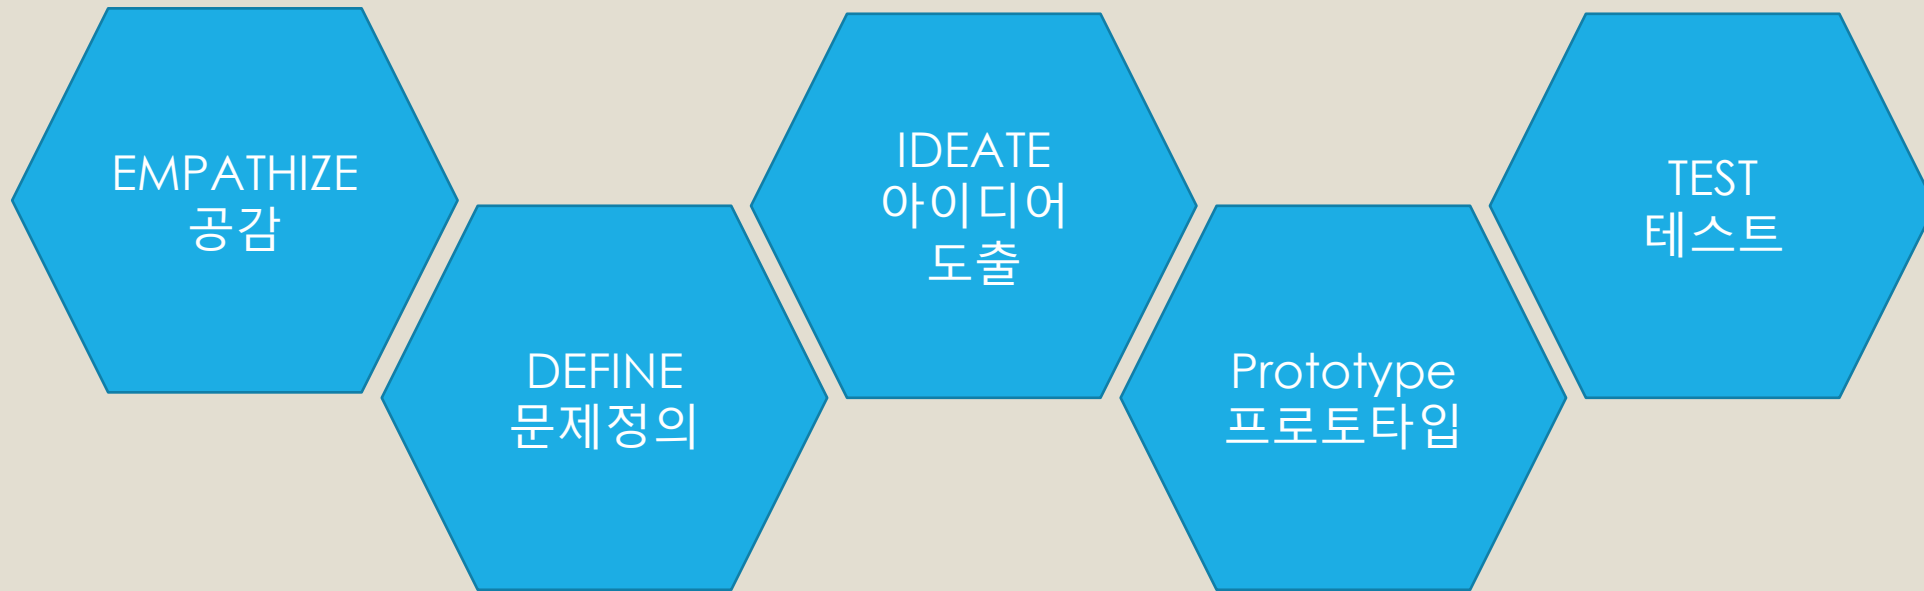 EMPATHIZE
공감
DEFINE
문제정의
IDEATE
아이디어
도출
Prototype
프로토타입
TEST
테스트